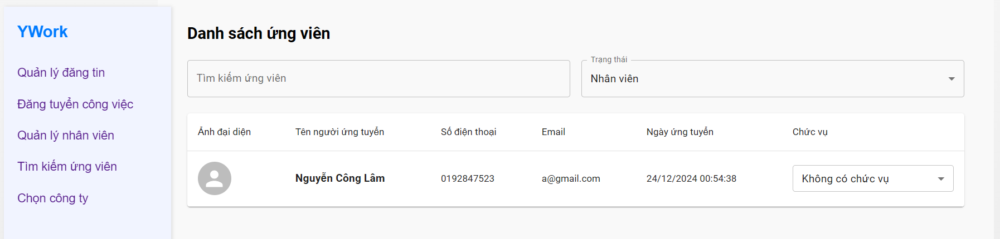 YWork
Quản lý đăng tin
Đăng tuyển công việc
Quản lý nhân viên
Tìm kiếm ứng viên
Chọn công ty
Danh sách ứng viên
Tìm kiếm ứng viên
Trạng thái
Nhân viên
Ảnh đại diện Tên người ứng tuyển Số điện thoại Email Ngày ứng tuyển Chức vụ
Nguyễn Công Lâm 0192847523 a@gmail.com 24/12/2024 00:54:38 Không có chức vụ